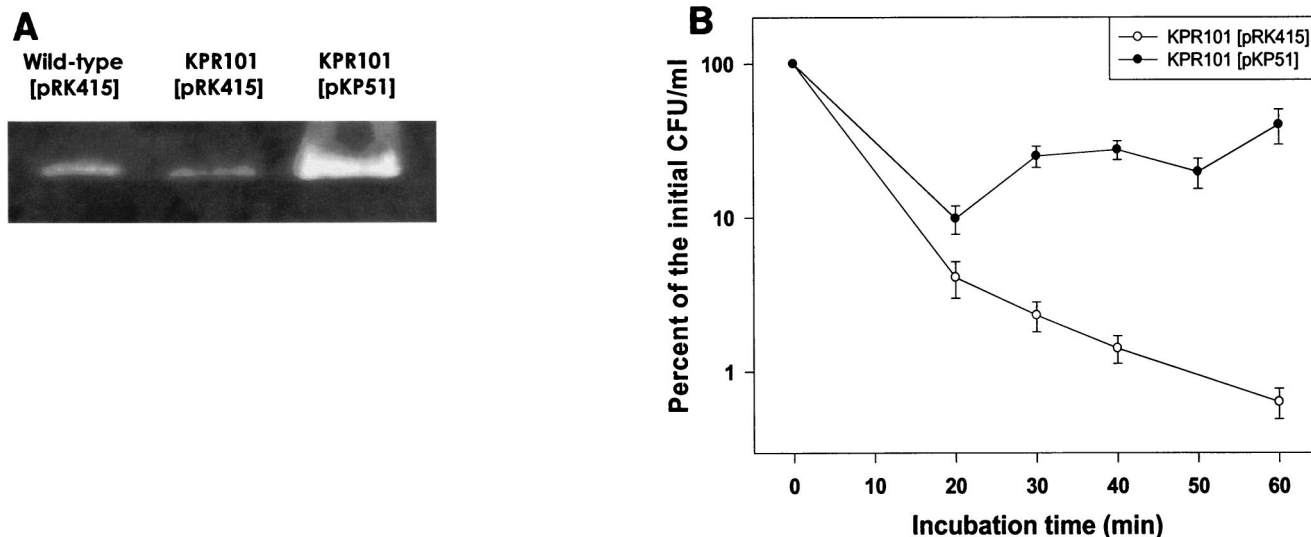 A
Wild-type KPR101 KPR101
[pRK415] [pRK415] [pKP51]
B
KPR101 [pRK415]
KPR101 [pKP51]
Percent of the initial CFU/ml
100
10
1
0 10 20 30 40 50 60
Incubation time (min)